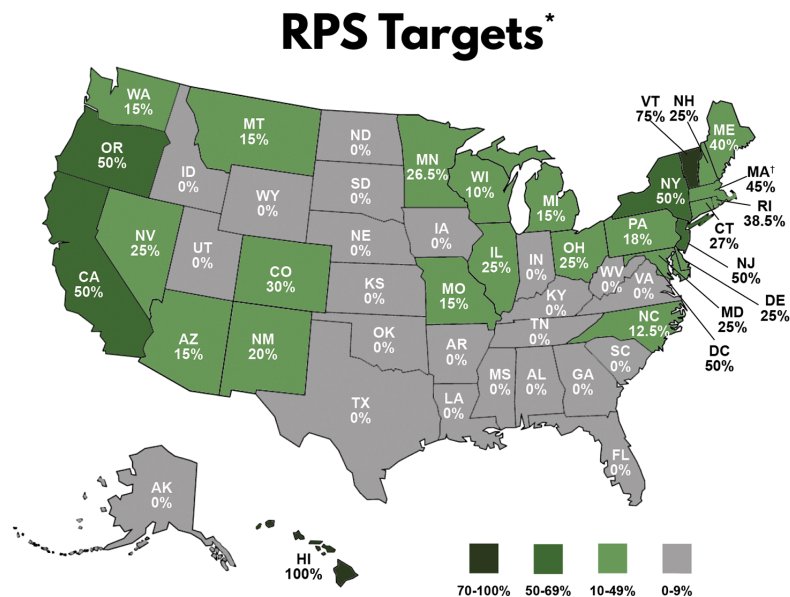 RPS Targets*
WA
15%
OR
50%
CA
50%
NV
25%
ID
0%
MT
15%
WY
0%
UT
0%
CO
30%
AZ
15%
NM
20%
ND
0%
SD
0%
NE
0%
KS
0%
OK
0%
TX
0%
MN
26.5%
IA
0%
MO
15%
AR
0%
LA
0%
WI
10%
IL
25%
MI
15%
IN
0%
OH
25%
KY
0%
TN
0%
MS
0%
AL
0%
GA
0%
FL
0%
SC
0%
NC
12.5%
VA
0%
WV
0%
PA
18%
NY
50%
VT
75%
NH
25%
ME
40%
MA†
45%
RI
38.5%
CT
27%
NJ
50%
DE
25%
MD
25%
DC
50%
AK
0%
HI
100%
70-100%
50-69%
10-49%
0-9%